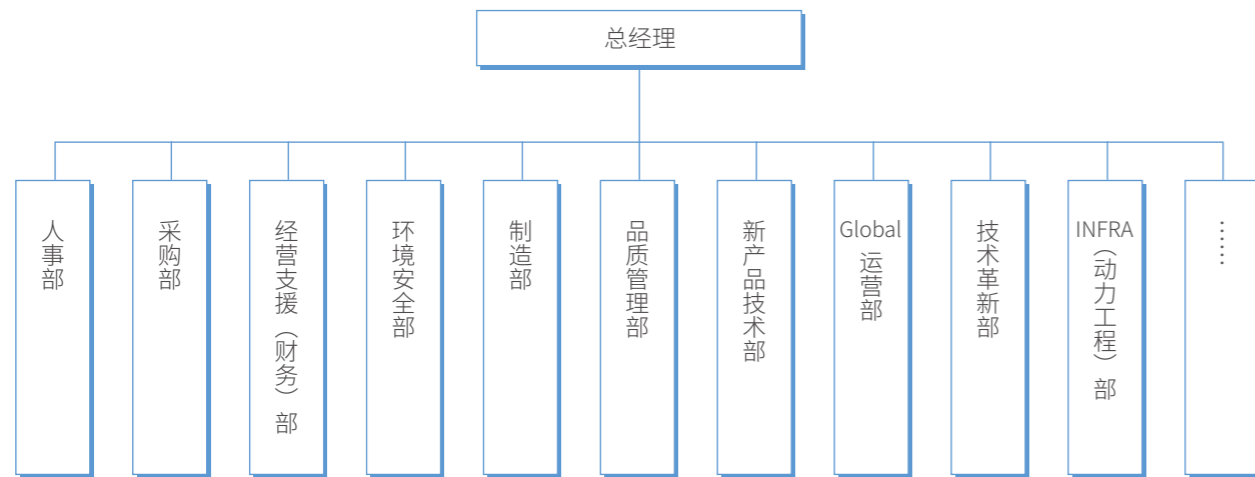 总经理
人事部
采购部
经营支援（财务）部
环境安全部
制造部
品质管理部
新产品技术部
Global运营部
技术革新部
INFRA（动力工程）部
……